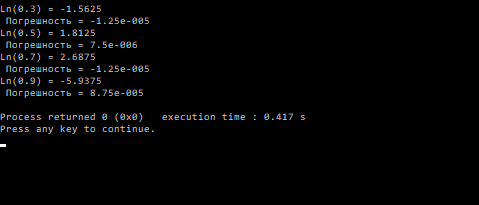 Ln(0.3) = -1.5625
Погрешность = -1.25e-005
Ln(0.5) = 1.8125
Погрешность = 7.5e-006
Ln(0.7) = 2.6875
Погрешность = -1.25e-005
Ln(0.9) = -5.9375
Погрешность = 8.75e-005
Process returned 0 (0x0)   execution time : 0.417 s
Press any key to continue.